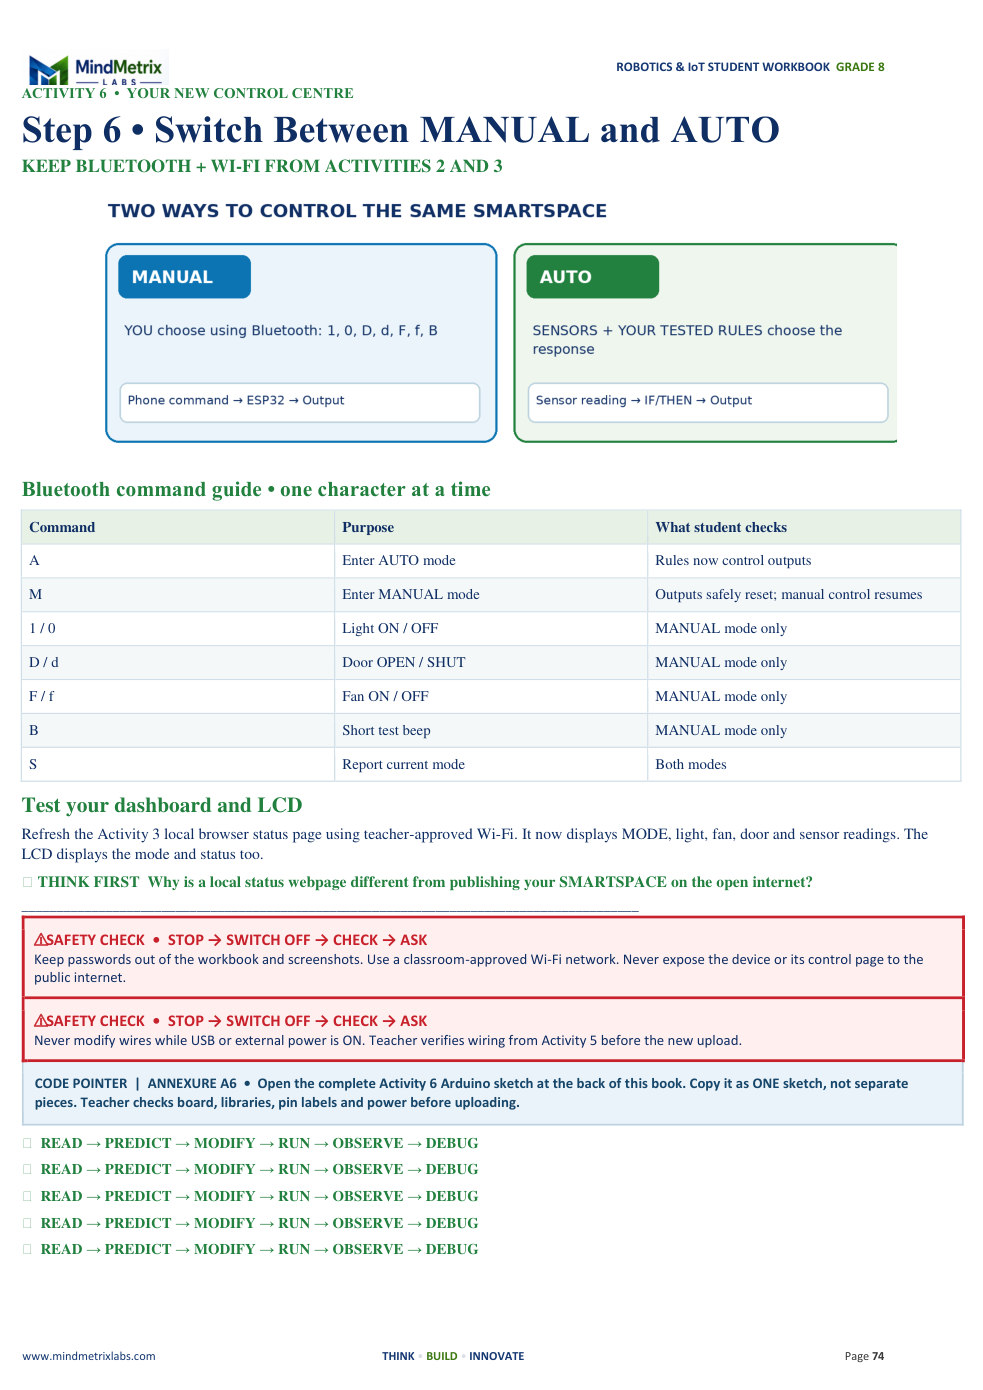 MindMetrix
LABS
ROBOTICS & IoT STUDENT WORKBOOK GRADE 8
ACTIVITY 6 • YOUR NEW CONTROL CENTRE
Step 6 • Switch Between MANUAL and AUTO
KEEP BLUETOOTH + WI-FI FROM ACTIVITIES 2 AND 3
TWO WAYS TO CONTROL THE SAME SMARTSPACE
MANUAL
YOU choose using Bluetooth: 1, 0, D, d, F, f, B
Phone command → ESP32 → Output
AUTO
SENSORS + YOUR TESTED RULES choose the
response
Sensor reading → IF/THEN → Output
Bluetooth command guide • one character at a time
Command Purpose What student checks
A Enter AUTO mode Rules now control outputs
M Enter MANUAL mode Outputs safely reset; manual control resumes
1 / 0 Light ON / OFF MANUAL mode only
D / d Door OPEN / SHUT MANUAL mode only
F / f Fan ON / OFF MANUAL mode only
B Short test beep MANUAL mode only
S Report current mode Both modes
Test your dashboard and LCD
Refresh the Activity 3 local browser status page using teacher-approved Wi-Fi. It now displays MODE, light, fan, door and sensor readings. The
LCD displays the mode and status too.
THINK FIRST Why is a local status webpage different from publishing your SMARTSPACE on the open internet?
⚠SAFETY CHECK • STOP → SWITCH OFF → CHECK → ASK
Keep passwords out of the workbook and screenshots. Use a classroom-approved Wi-Fi network. Never expose the device or its control page to the
public internet.
⚠SAFETY CHECK • STOP → SWITCH OFF → CHECK → ASK
Never modify wires while USB or external power is ON. Teacher verifies wiring from Activity 5 before the new upload.
CODE POINTER | ANNEXURE A6 • Open the complete Activity 6 Arduino sketch at the back of this book. Copy it as ONE sketch, not separate
pieces. Teacher checks board, libraries, pin labels and power before uploading.
READ → PREDICT → MODIFY → RUN → OBSERVE → DEBUG
READ → PREDICT → MODIFY → RUN → OBSERVE → DEBUG
READ → PREDICT → MODIFY → RUN → OBSERVE → DEBUG
READ → PREDICT → MODIFY → RUN → OBSERVE → DEBUG
READ → PREDICT → MODIFY → RUN → OBSERVE → DEBUG
www.mindmetrixlabs.com THINK • BUILD • INNOVATE Page 74